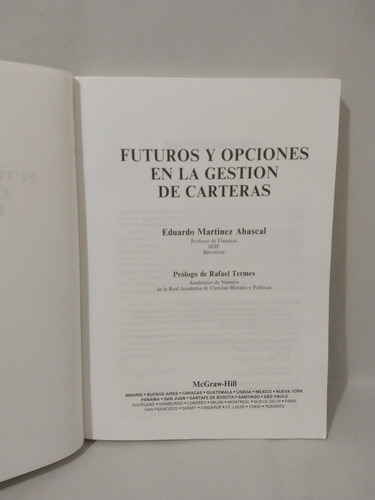 FUTUROS Y OPCIONES
EN LA GESTION
DE CARTERAS
Eduardo Martínez Abascal
Profesor de Finanzas
IESE
Barcelona
Prólogo de Rafael Termes
Académico de Número
de la Real Academia de Ciencias Morales y Políticas
McGraw-Hill
MADRID • BUENOS AIRES • CARACAS • GUATEMALA • LISBOA • MEXICO • NUEVA YORK
PANAMA • SAN JUAN • SANTAFE DE BOGOTA • SANTIAGO • SÃO PAULO
AUCKLAND • HAMBURGO • LONDRES • MILAN • MONTREAL • NUEVA DELHI • PARIS
SAN FRANCISCO • SIDNEY • SINGAPUR • ST. LOUIS • TOKIO • TORONTO